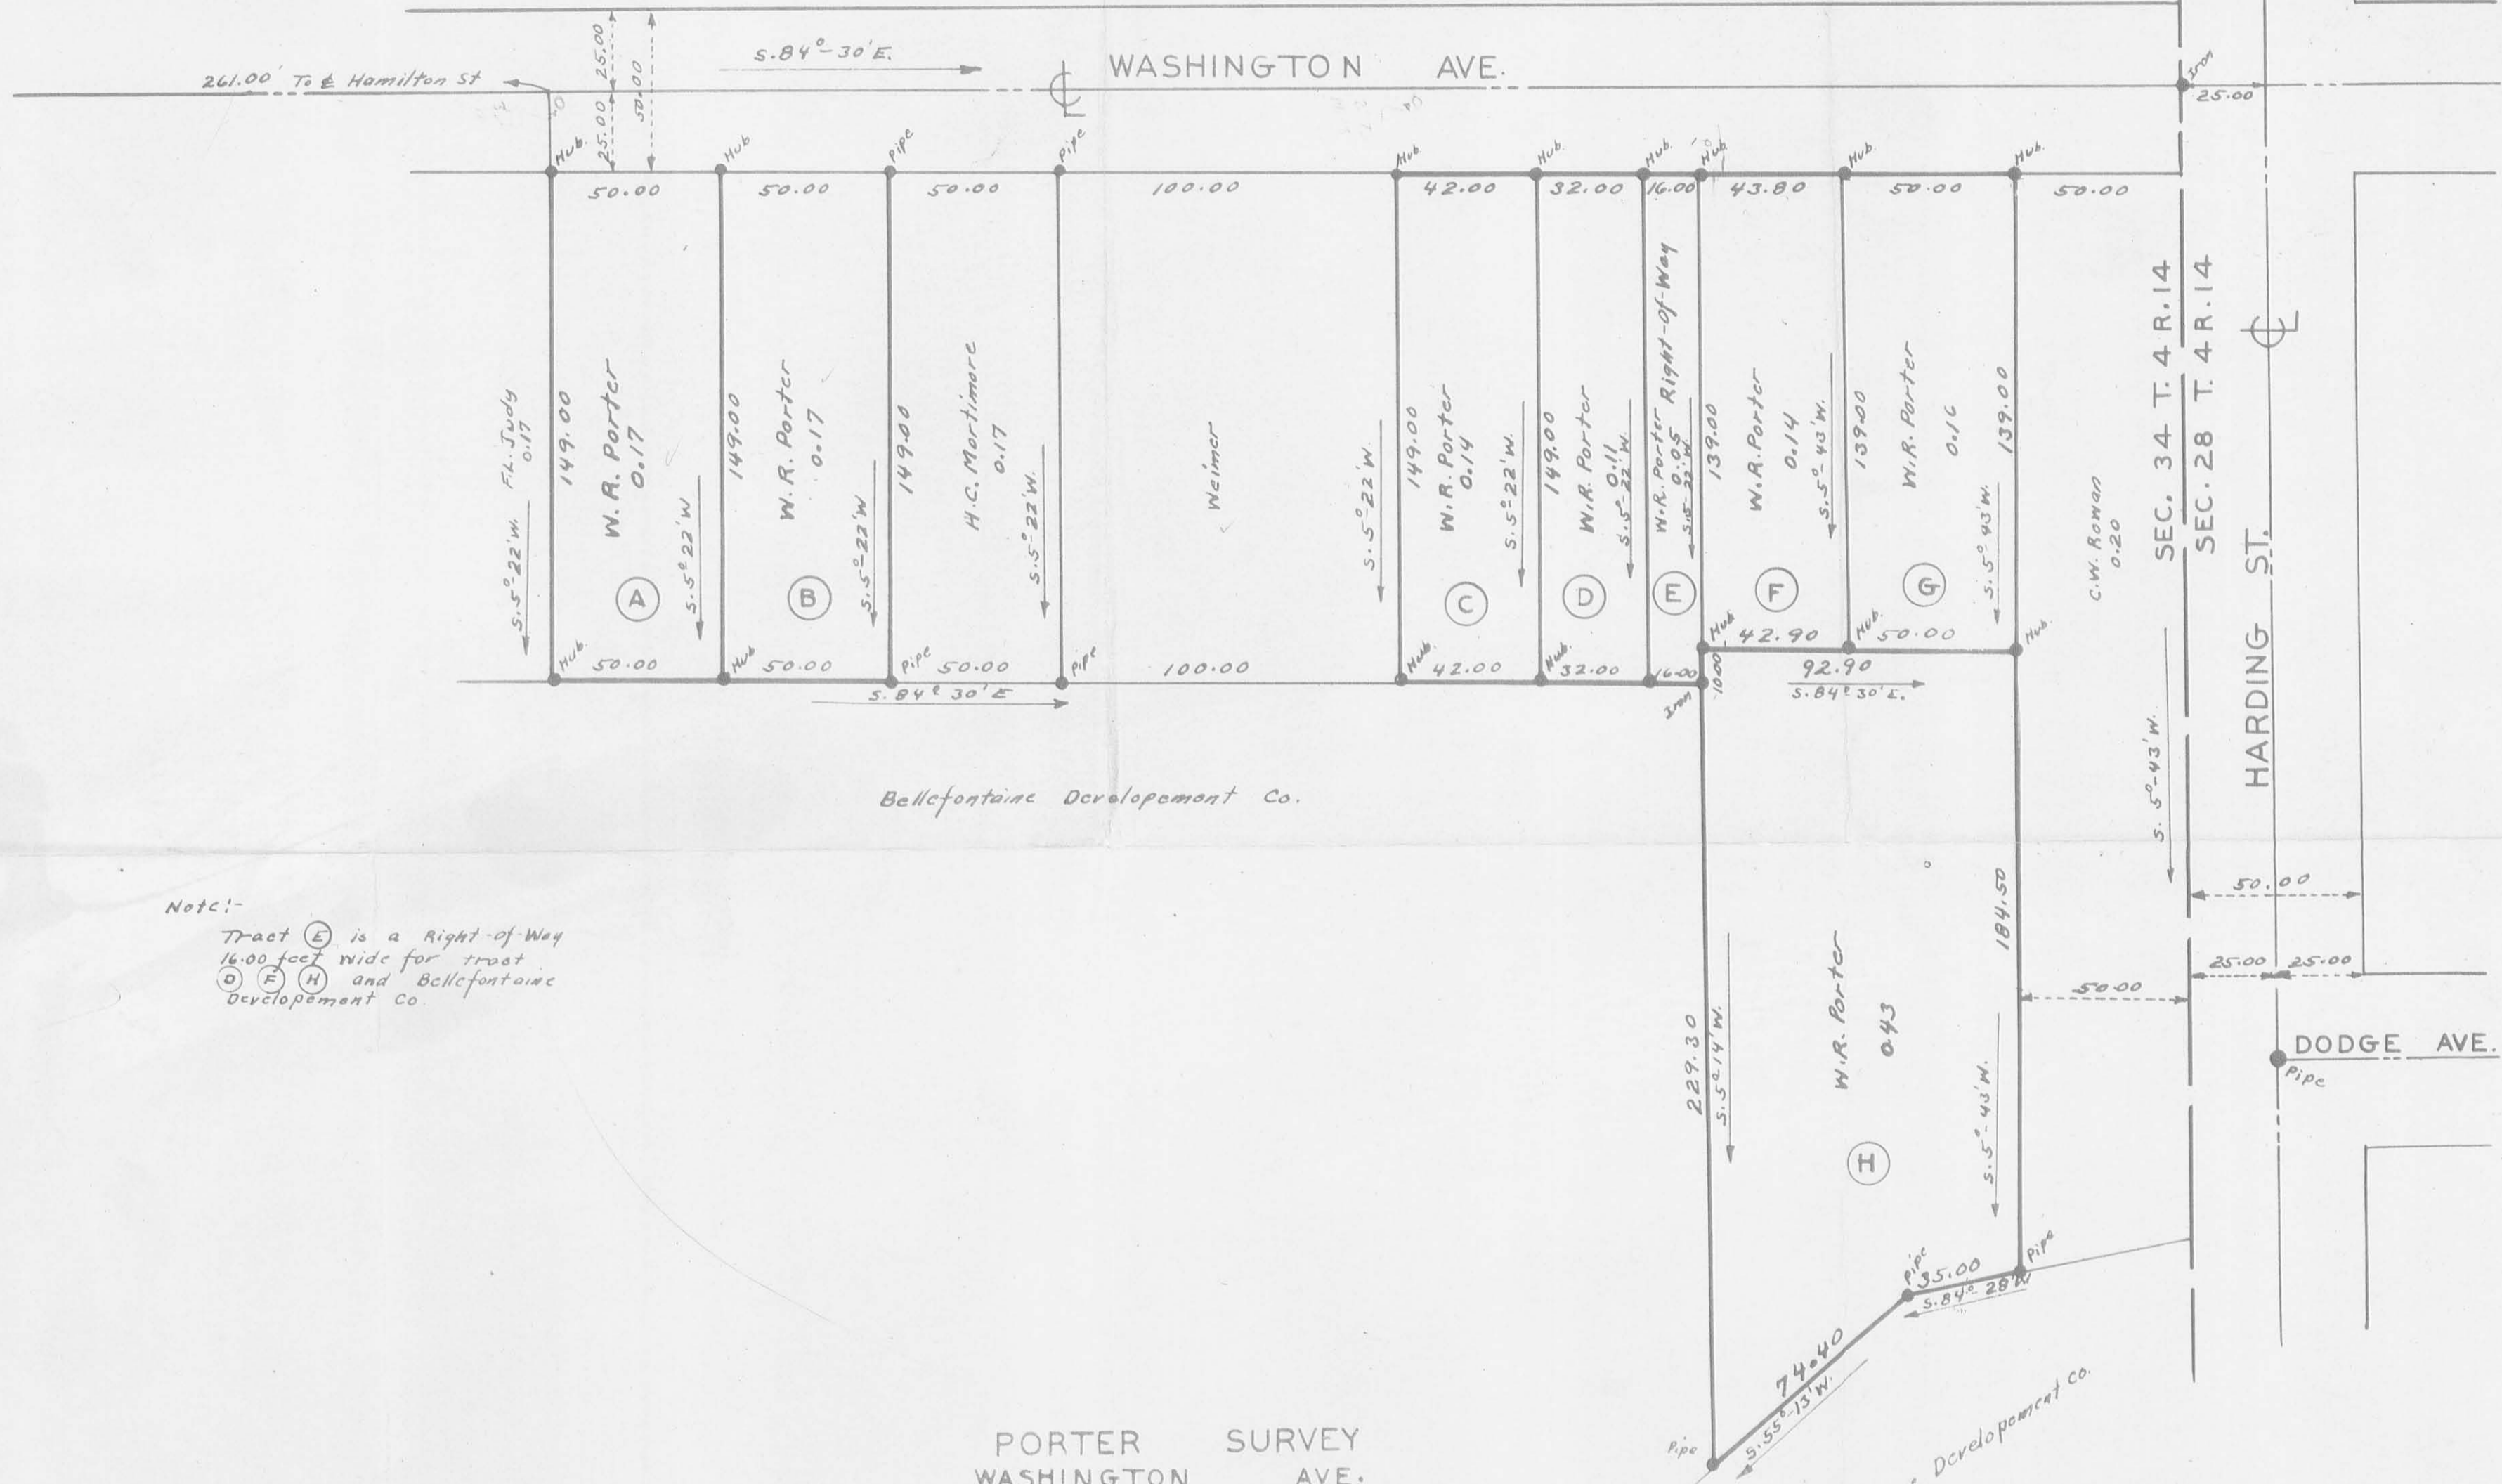 S.84°-30'E.
WASHINGTON AVE.
261.00' To ℄ Hamilton St
25.00
25.00
50.00
Iron
25.00
Hub
Hub
Pipe
Pipe
Hub
Hub
Hub
Hub
Hub
Hub
50.00
50.00
50.00
100.00
42.00
32.00
16.00
43.80
50.00
50.00
S.5°-22'W.
F.L. Judy
0.17
149.00
W.R. Porter
0.17
A
S.5°22'W
149.00
W.R. Porter
0.17
B
S.5°-22'W
149.00
H.C. Mortimore
0.17
S.5°-22'W.
Weimer
S.5°22'W.
149.00
W.R. Porter
0.14
C
S.5°22'W.
149.00
W.R. Porter
0.11
D
S.5°-22'W.
W.R. Porter Right-of-Way
0.05
S.5°-22'W.
E
139.00
W.R. Porter
0.14
F
S.5°-43'W.
139.00
W.R. Porter
0.16
G
S.5°-43'W.
139.00
C.W. Rowan
0.20
SEC. 34 T. 4 R. 14
SEC. 28 T. 4 R. 14
℄
HARDING ST.
℄
Hub
50.00
Hub
50.00
Pipe
50.00
Pipe
S.84°30'E
100.00
Hub
42.00
Hub
32.00
16.00
Iron
Hub
10.00
42.90
Hub
50.00
Hub
92.90
S.84°30'E.
S.5°-43'W.
Bellefontaine Developement Co.
50.00
25.00
25.00
50.00
Note:-
Tract E is a Right-of-Way
16.00 feet wide for tract
D F H and Bellefontaine
Developement Co.
229.30
S.5°14'W.
W.R. Porter
0.43
H
184.50
S.5°-43'W.
DODGE AVE.
Pipe
Pipe
35.00
Pipe
S.84°-28'W
74.40
S.55°-13'W.
Pipe
Developement Co.
PORTER SURVEY
WASHINGTON AVE.